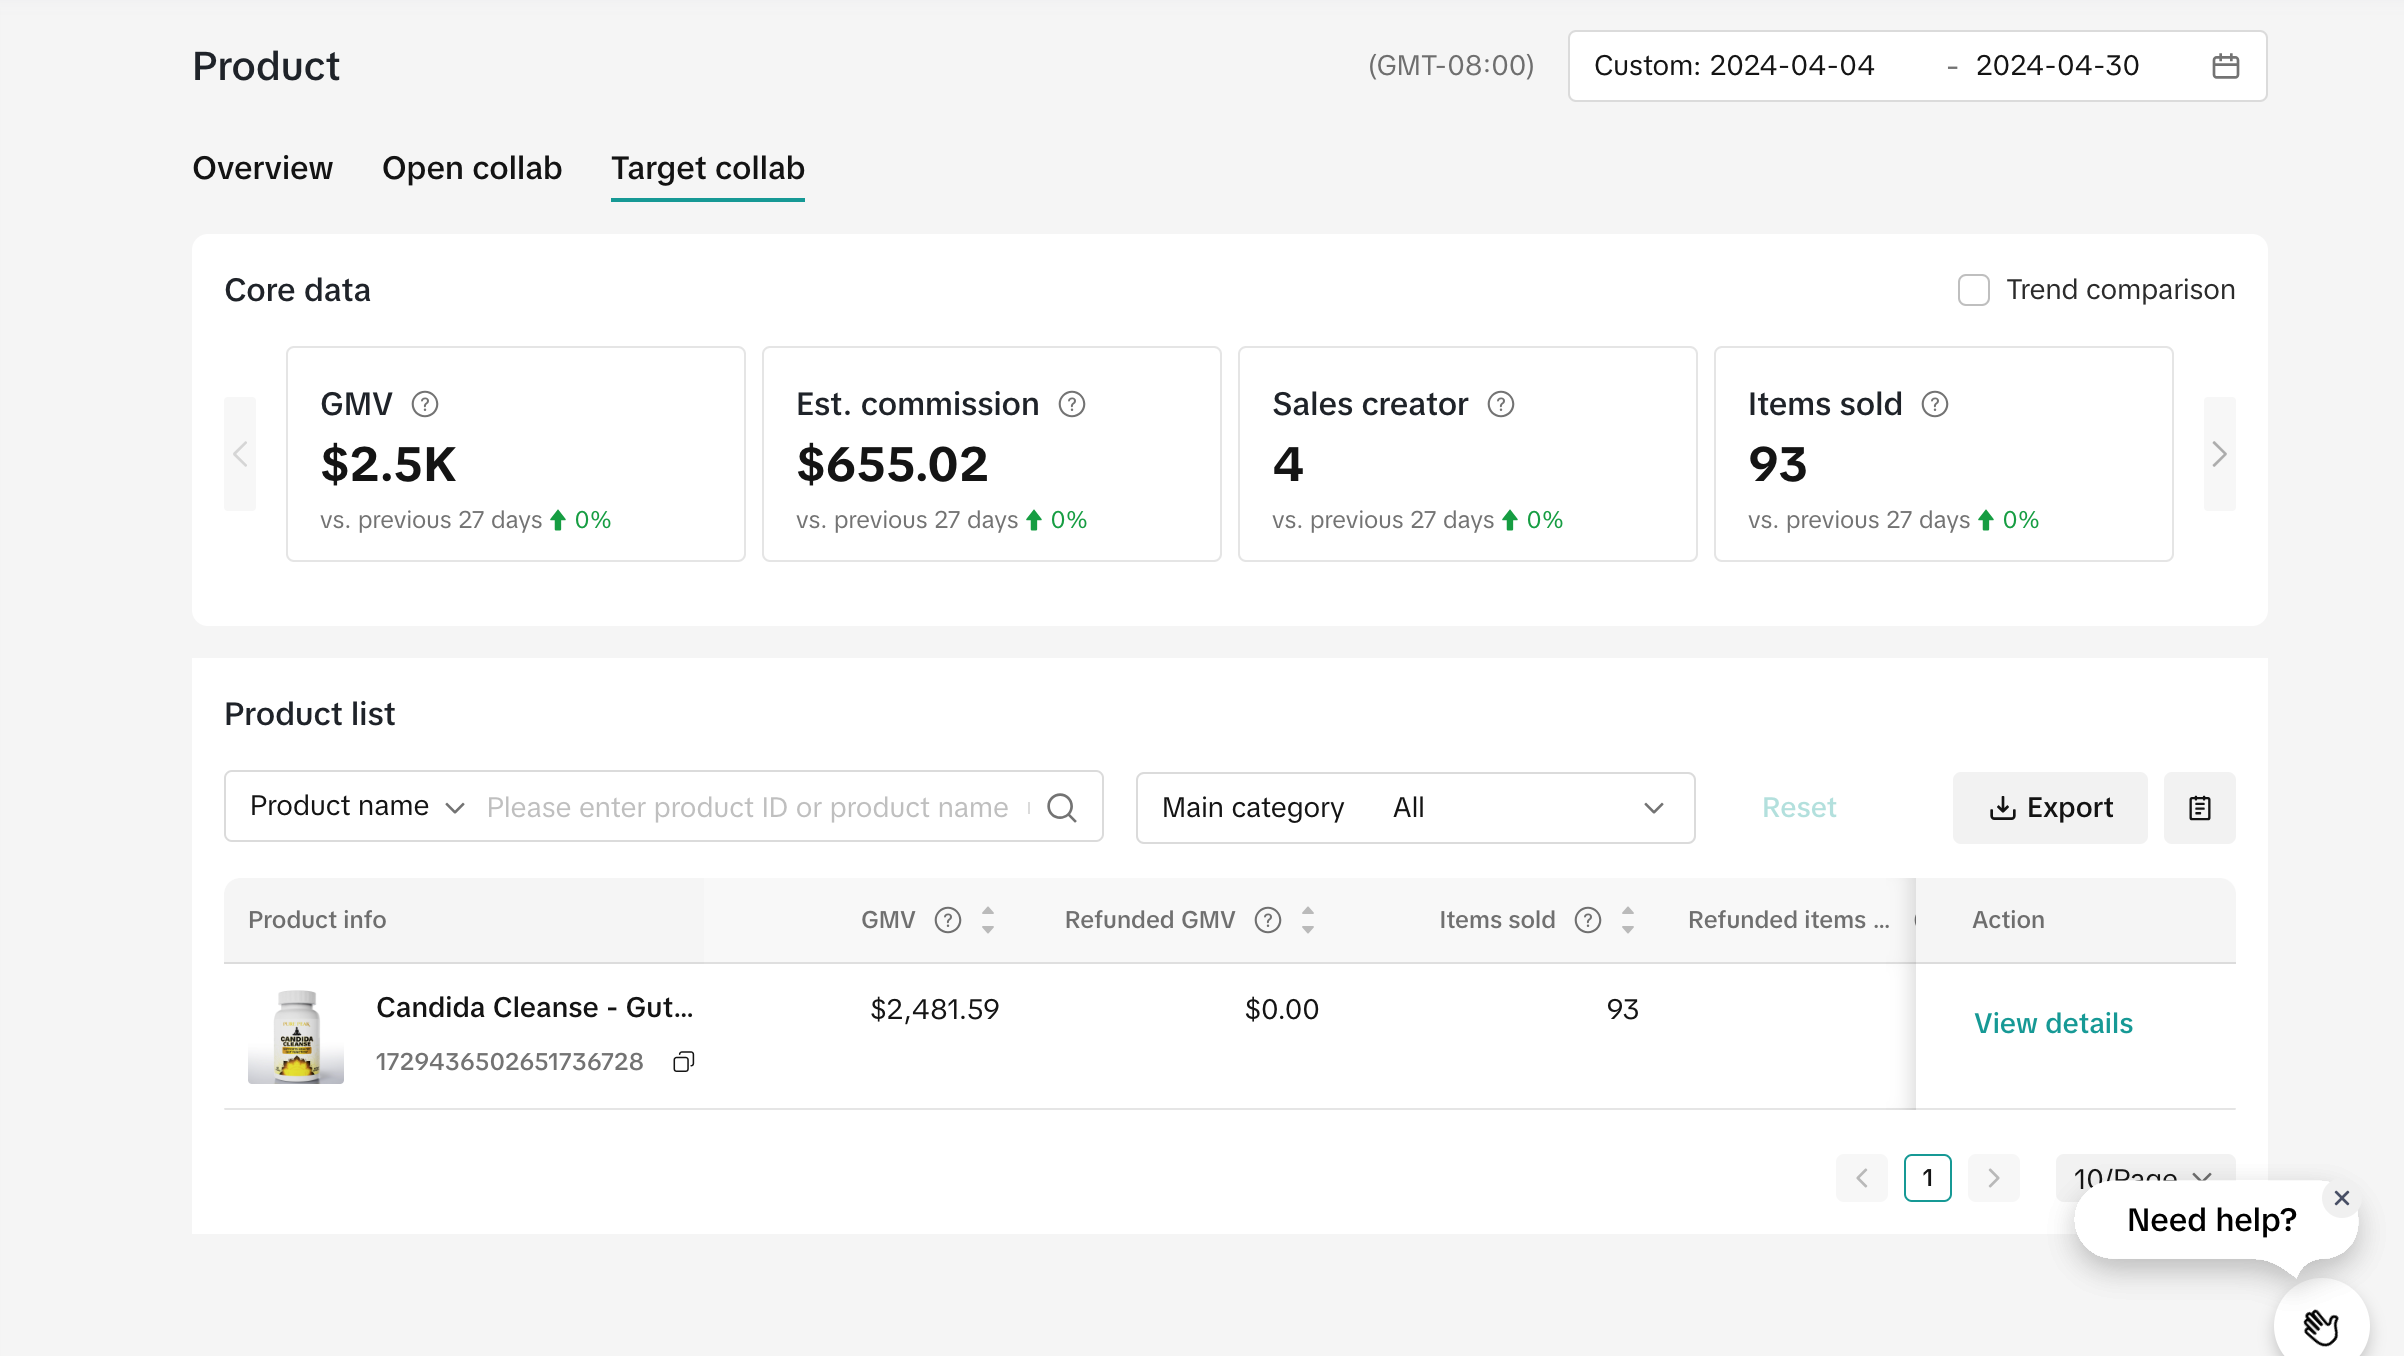 Product
(GMT-08:00)
Custom: 2024-04-04 - 2024-04-30
Overview Open collab Target collab
Core data
Trend comparison
GMV
$2.5K
vs. previous 27 days 0%
Est. commission
$655.02
vs. previous 27 days 0%
Sales creator
4
vs. previous 27 days 0%
Items sold
93
vs. previous 27 days 0%
Product list
Product name Please enter product ID or product name
Main category All
Reset
Export
Product info GMV Refunded GMV Items sold Refunded items ... Action
CANDIDA
CLEANSE
Candida Cleanse - Gut...
1729436502651736728
$2,481.59 $0.00 93 View details
1 10/Page
Need help?